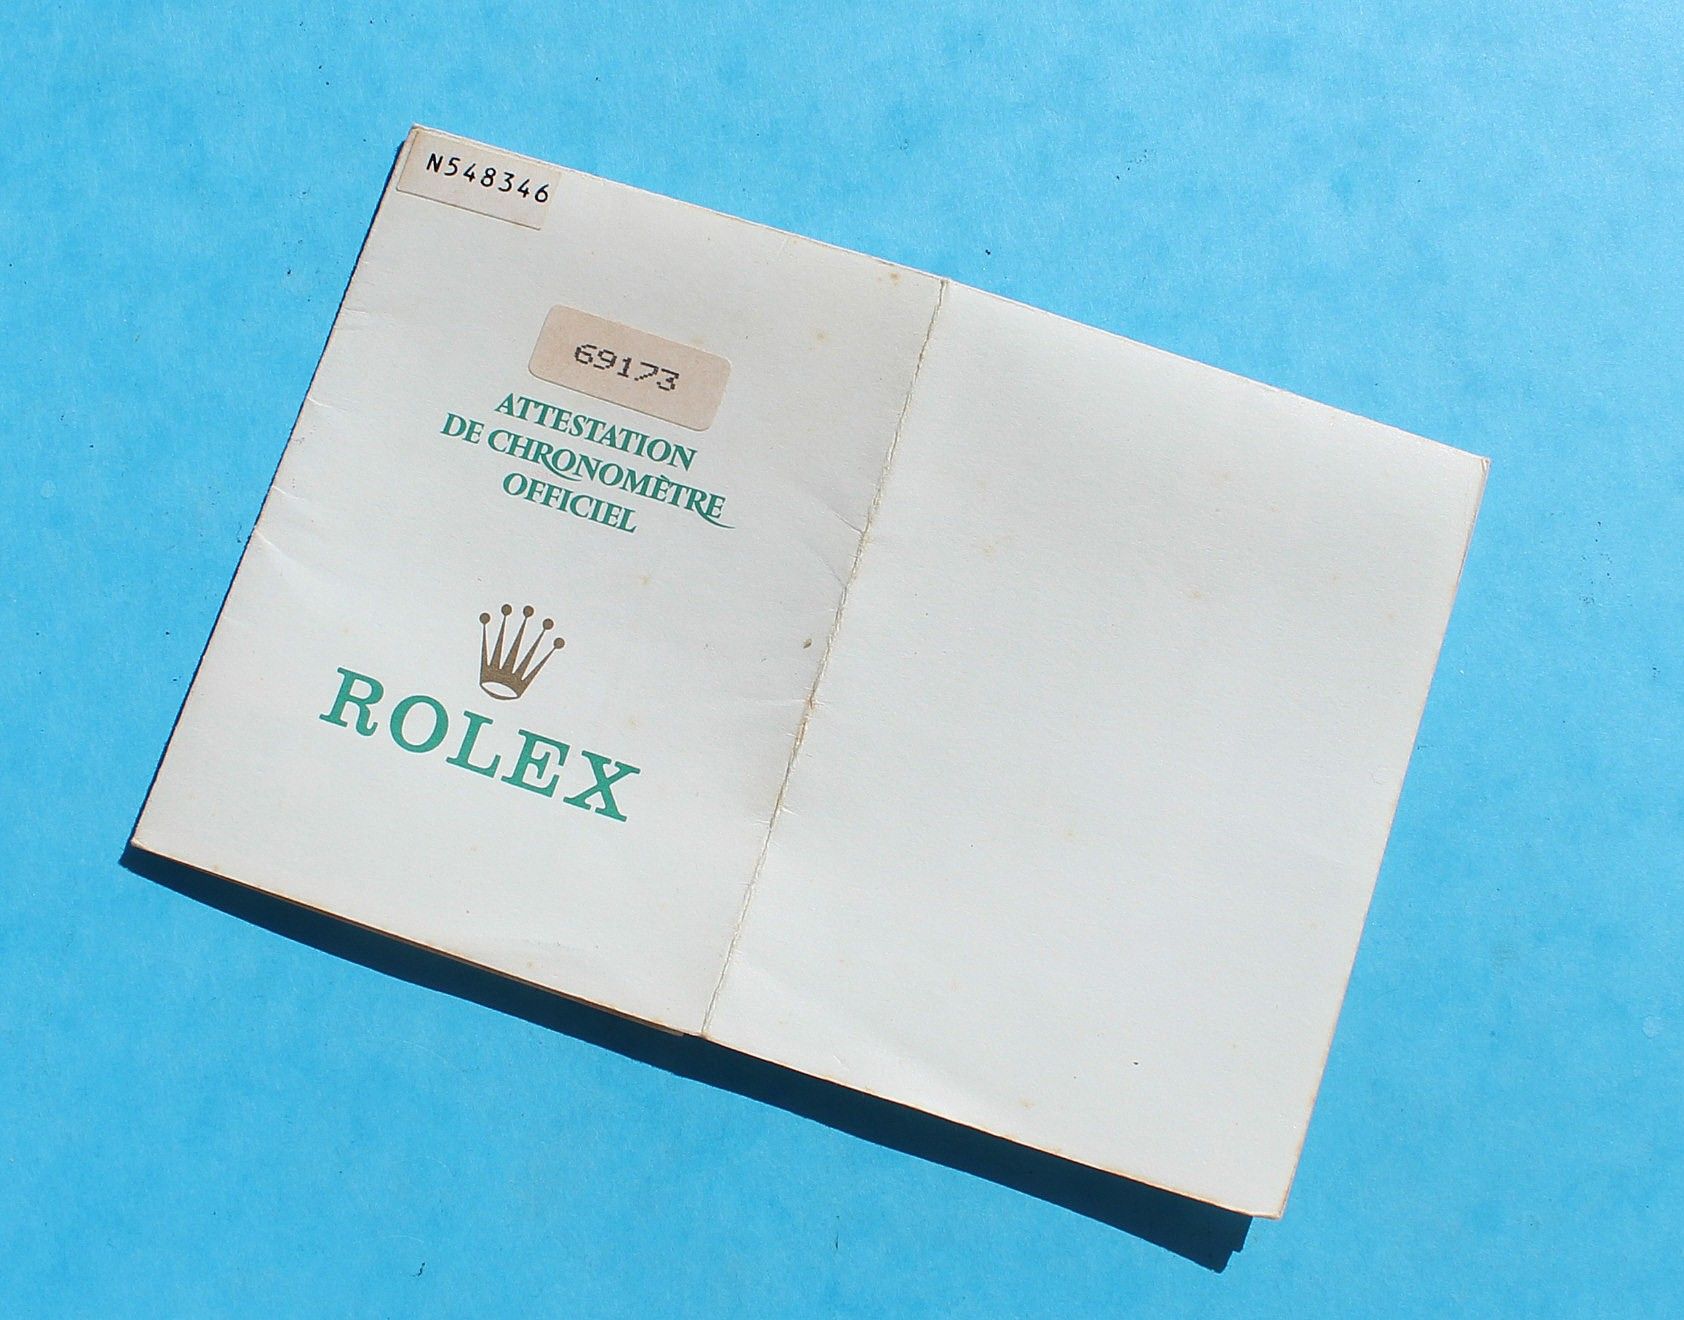 N548346
69173
ATTESTATION
DE CHRONOMÈTRE
OFFICIEL
ROLEX